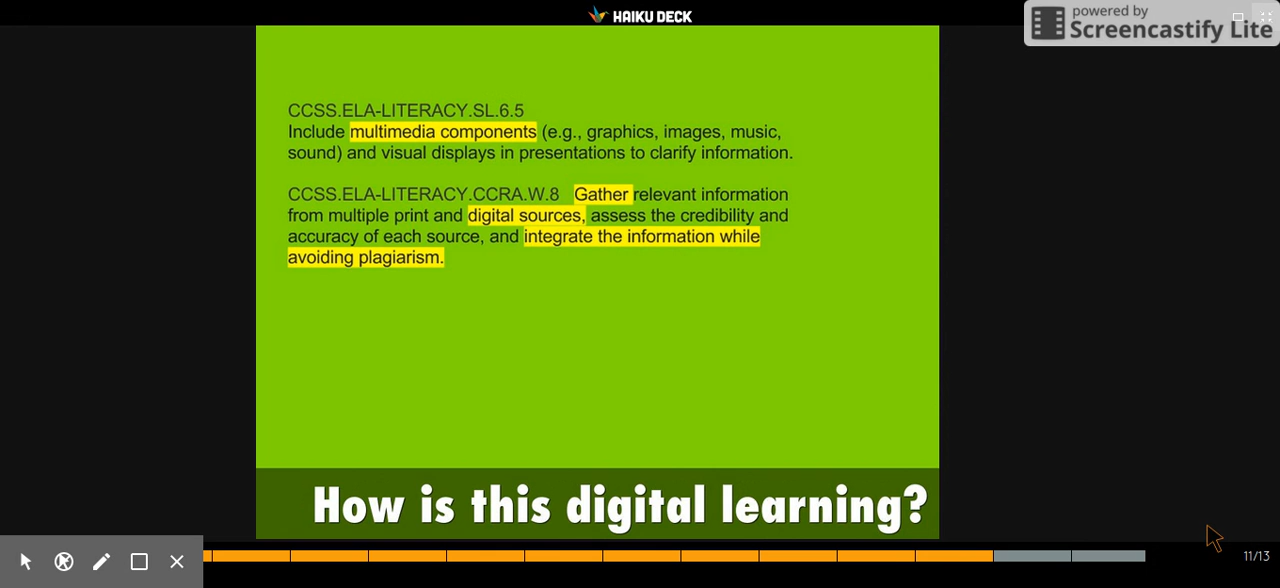 HAIKU DECK
powered by
Screencastify Lite
CCSS.ELA-LITERACY.SL.6.5
Include multimedia components (e.g., graphics, images, music,
sound) and visual displays in presentations to clarify information.
CCSS.ELA-LITERACY.CCRA.W.8 Gather relevant information
from multiple print and digital sources, assess the credibility and
accuracy of each source, and integrate the information while
avoiding plagiarism.
How is this digital learning?
11/13